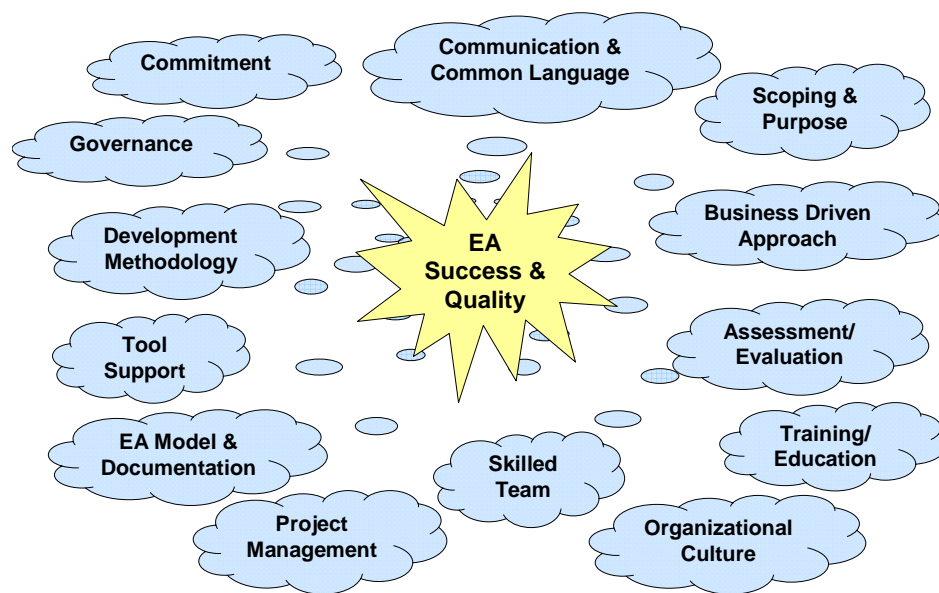 Communication &
Common Language
Commitment
Scoping &
Purpose
Governance
Business Driven
Approach
Development
Methodology
EA
Success &
Quality
Assessment/
Evaluation
Tool
Support
Training/
Education
EA Model &
Documentation
Skilled
Team
Project
Management
Organizational
Culture